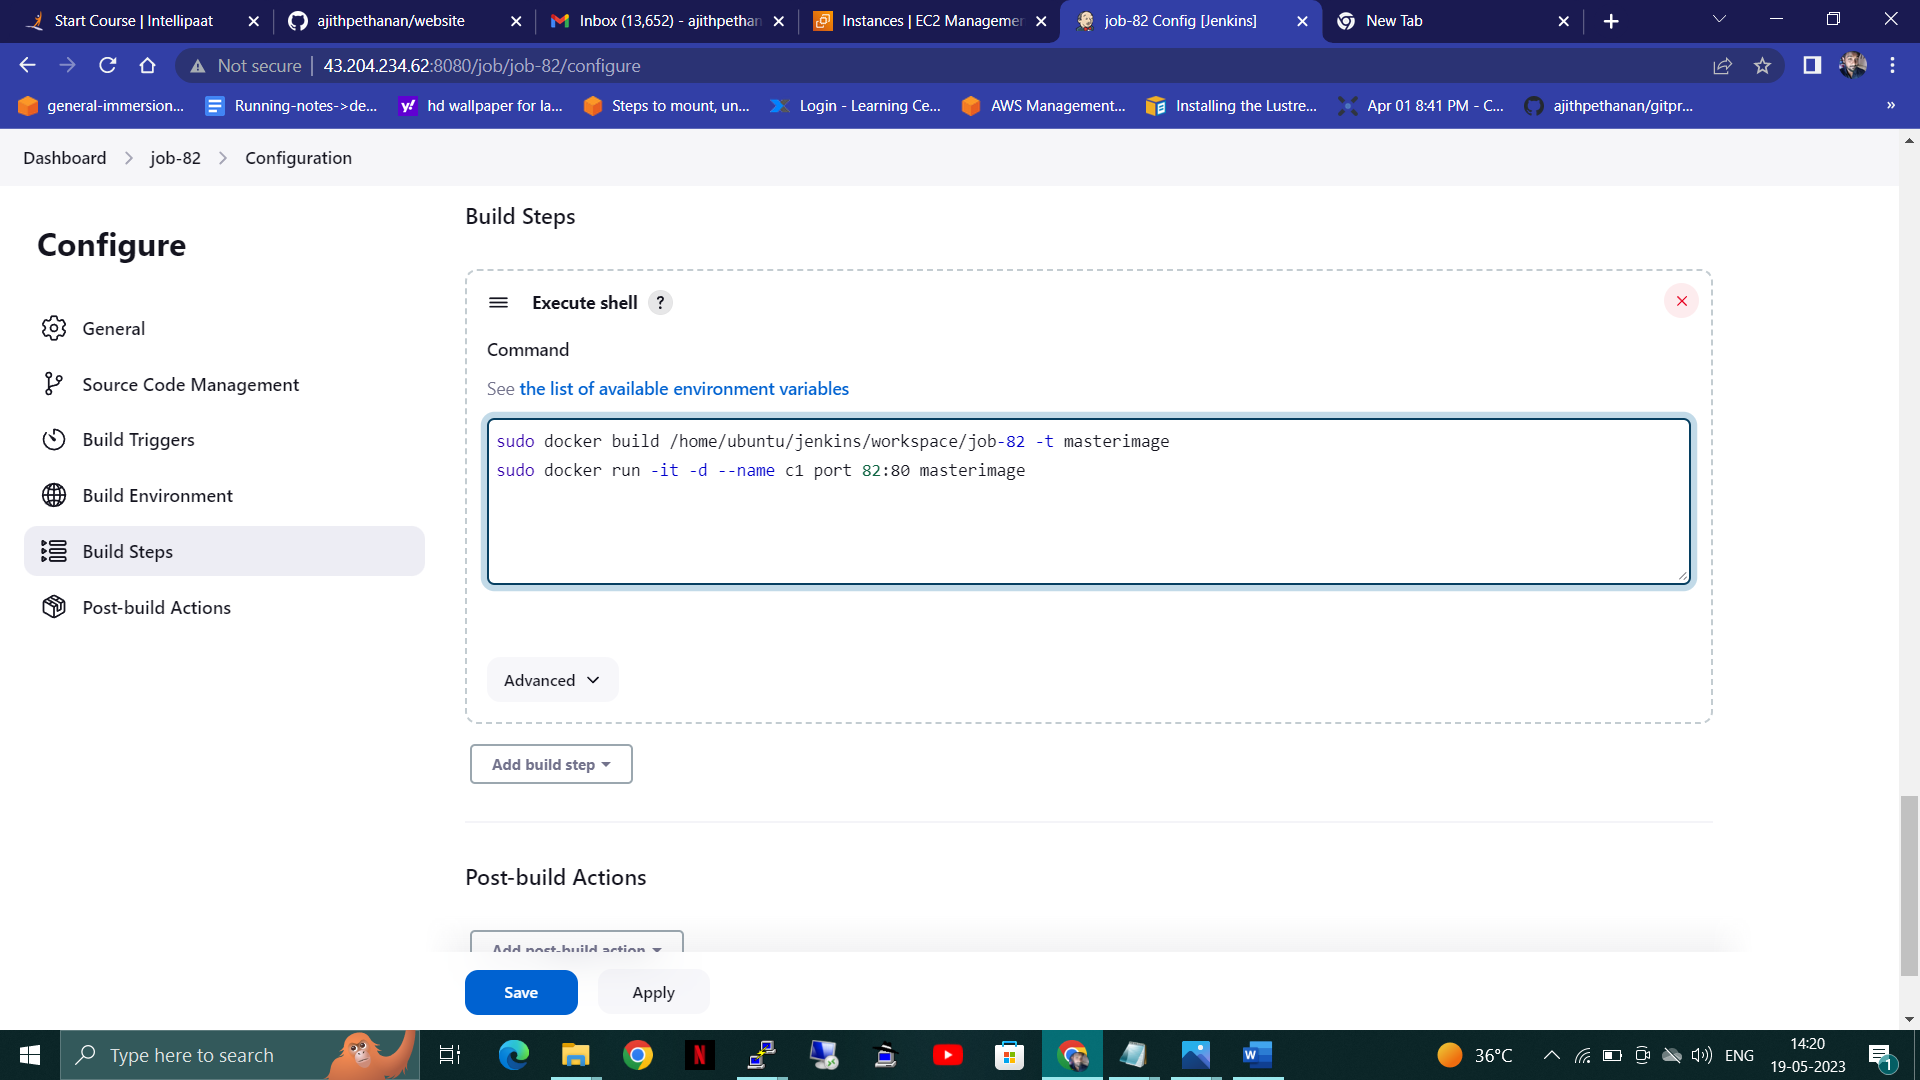 Start Course | Intellipaat
ajithpethanan/website
Inbox (13,652) - ajithpethan
Instances | EC2 Managemen
job-82 Config [Jenkins]
New Tab
Not secure
43.204.234.62:8080/job/job-82/configure
general-immersion...
Running-notes->de...
hd wallpaper for la...
Steps to mount, un...
Login - Learning Ce...
AWS Management...
Installing the Lustre...
Apr 01 8:41 PM - C...
ajithpethanan/gitpr...
»
Dashboard
job-82
Configuration
Configure
General
Source Code Management
Build Triggers
Build Environment
Build Steps
Post-build Actions
Build Steps
Execute shell ?
Command
See the list of available environment variables
sudo docker build /home/ubuntu/jenkins/workspace/job-82 -t masterimage
sudo docker run -it -d --name c1 port 82:80 masterimage
Advanced
Add build step
Post-build Actions
Add post-build action
Save
Apply
Type here to search
36°C
ENG
14:20
19-05-2023
1